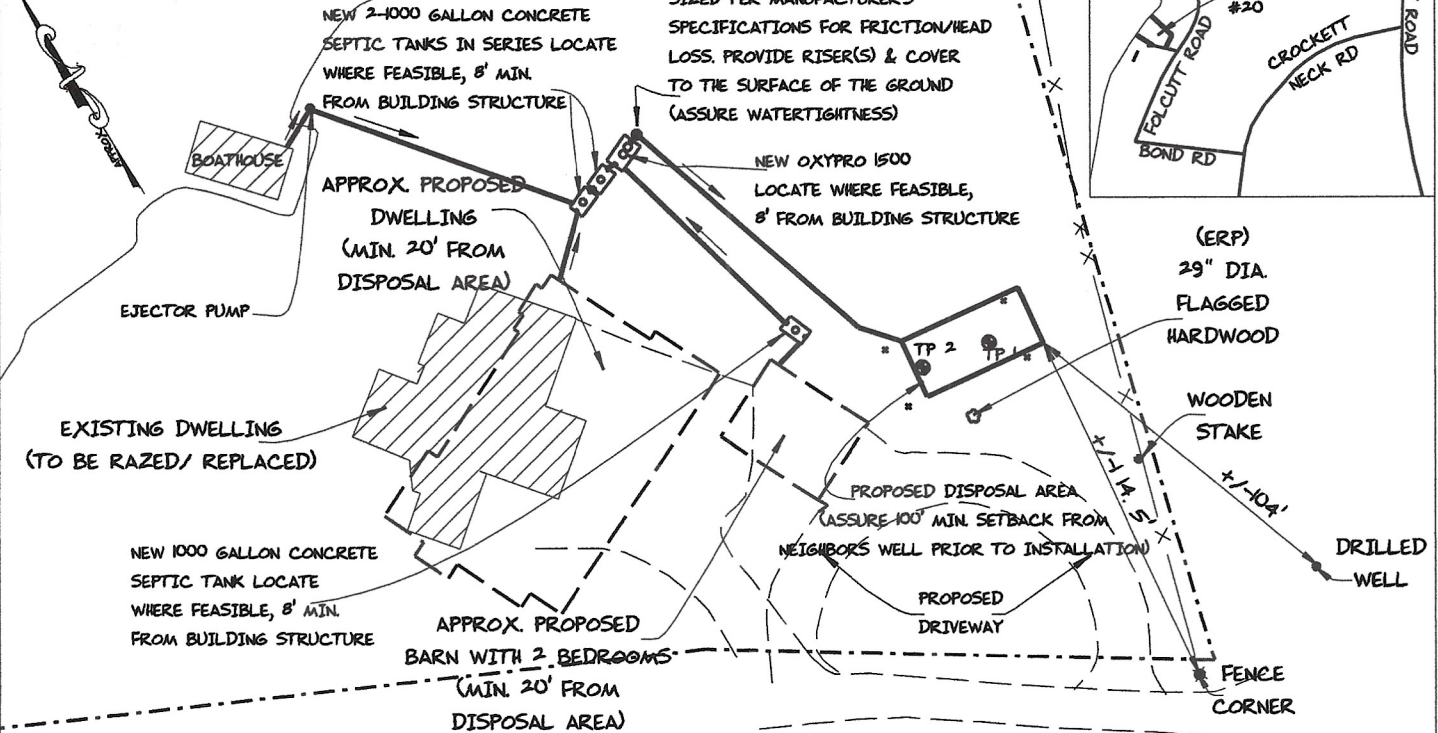 NEW 2-1000 GALLON CONCRETE
SEPTIC TANKS IN SERIES LOCATE
WHERE FEASIBLE, 8' MIN.
FROM BUILDING STRUCTURE
SIZED PER MANUFACTURERS
SPECIFICATIONS FOR FRICTION/HEAD
LOSS. PROVIDE RISER(S) & COVER
TO THE SURFACE OF THE GROUND
(ASSURE WATERTIGHTNESS)
#20
FOLCUTT ROAD
CROCKETT
NECK RD
ROAD
BOND RD
APPROX
BOATHOUSE
APPROX. PROPOSED
DWELLING
(MIN. 20' FROM
DISPOSAL AREA)
NEW OXYPRO 1500
LOCATE WHERE FEASIBLE,
8' FROM BUILDING STRUCTURE
(ERP)
29" DIA.
FLAGGED
HARDWOOD
EJECTOR PUMP
TP 2
TP 1
EXISTING DWELLING
(TO BE RAZED/ REPLACED)
WOODEN
STAKE
+/-114.5'
+/-104'
PROPOSED DISPOSAL AREA
(ASSURE 100' MIN. SETBACK FROM
NEIGHBORS WELL PRIOR TO INSTALLATION)
DRILLED
WELL
NEW 1000 GALLON CONCRETE
SEPTIC TANK LOCATE
WHERE FEASIBLE, 8' MIN.
FROM BUILDING STRUCTURE
PROPOSED
DRIVEWAY
APPROX. PROPOSED
BARN WITH 2 BEDROOMS
(MIN. 20' FROM
DISPOSAL AREA)
FENCE
CORNER